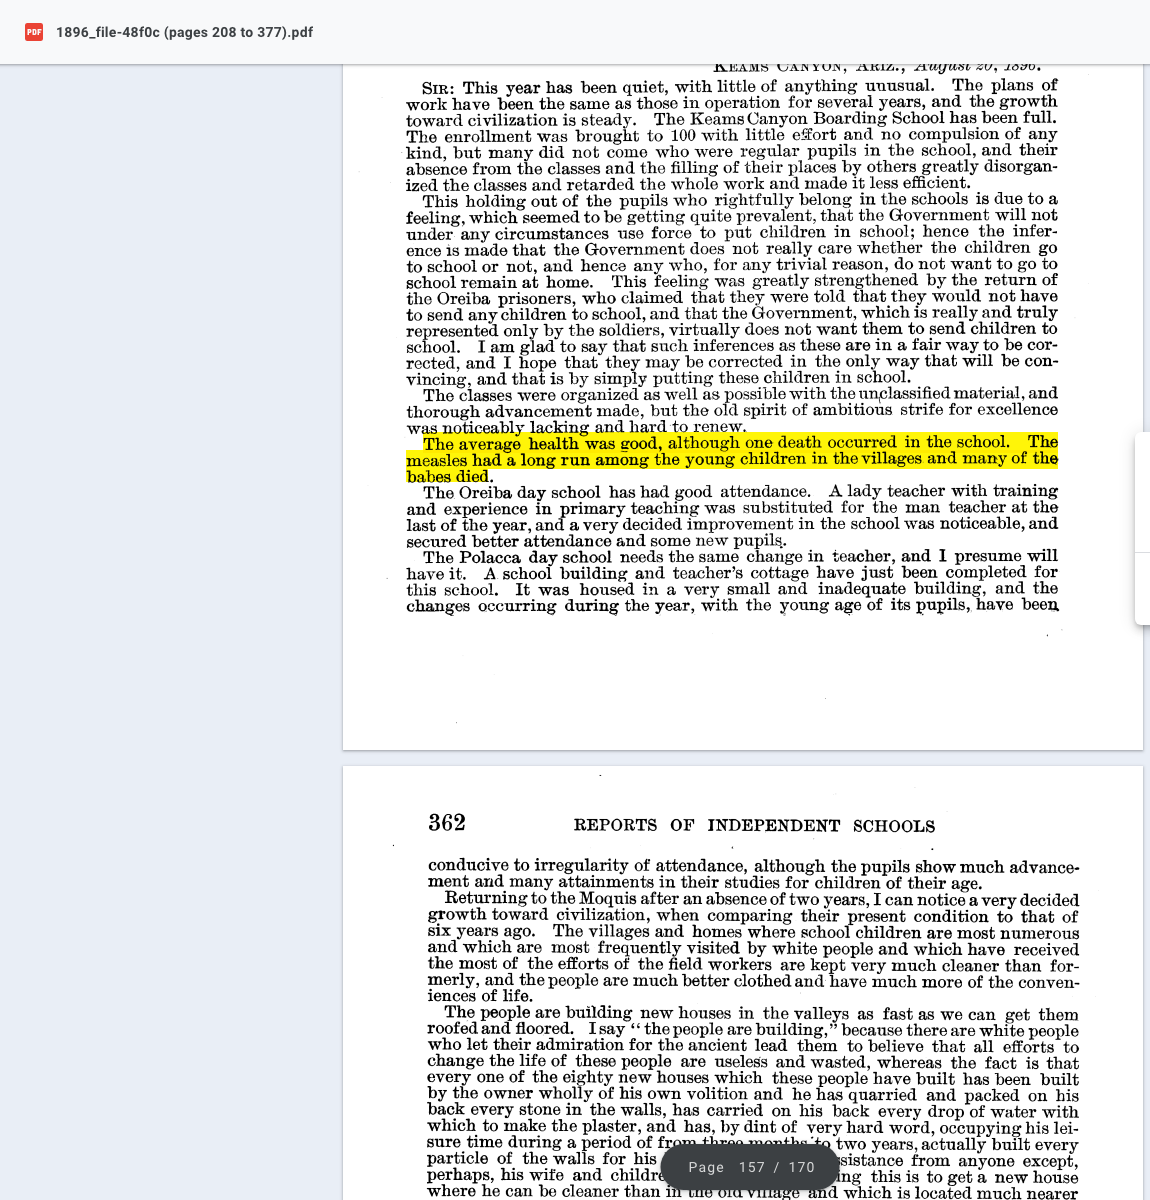 PDF 1896_file-48f0c (pages 208 to 377).pdf
KEAMS CANYON, ARIZ., August 20, 1896.
SIR: This year has been quiet, with little of anything unusual. The plans of
work have been the same as those in operation for several years, and the growth
toward civilization is steady. The Keams Canyon Boarding School has been full.
The enrollment was brought to 100 with little effort and no compulsion of any
kind, but many did not come who were regular pupils in the school, and their
absence from the classes and the filling of their places by others greatly disorgan-
ized the classes and retarded the whole work and made it less efficient.
This holding out of the pupils who rightfully belong in the schools is due to a
feeling, which seemed to be getting quite prevalent, that the Government will not
under any circumstances use force to put children in school; hence the infer-
ence is made that the Government does not really care whether the children go
to school or not, and hence any who, for any trivial reason, do not want to go to
school remain at home. This feeling was greatly strengthened by the return of
the Oreiba prisoners, who claimed that they were told that they would not have
to send any children to school, and that the Government, which is really and truly
represented only by the soldiers, virtually does not want them to send children to
school. I am glad to say that such inferences as these are in a fair way to be cor-
rected, and I hope that they may be corrected in the only way that will be con-
vincing, and that is by simply putting these children in school.
The classes were organized as well as possible with the unclassified material, and
thorough advancement made, but the old spirit of ambitious strife for excellence
was noticeably lacking and hard to renew.
The average health was good, although one death occurred in the school. The
measles had a long run among the young children in the villages and many of the
babes died.
The Oreiba day school has had good attendance. A lady teacher with training
and experience in primary teaching was substituted for the man teacher at the
last of the year, and a very decided improvement in the school was noticeable, and
secured better attendance and some new pupils.
The Polacca day school needs the same change in teacher, and I presume will
have it. A school building and teacher's cottage have just been completed for
this school. It was housed in a very small and inadequate building, and the
changes occurring during the year, with the young age of its pupils, have been
362 REPORTS OF INDEPENDENT SCHOOLS
conducive to irregularity of attendance, although the pupils show much advance-
ment and many attainments in their studies for children of their age.
Returning to the Moquis after an absence of two years, I can notice a very decided
growth toward civilization, when comparing their present condition to that of
six years ago. The villages and homes where school children are most numerous
and which are most frequently visited by white people and which have received
the most of the efforts of the field workers are kept very much cleaner than for-
merly, and the people are much better clothed and have much more of the conven-
iences of life.
The people are building new houses in the valleys as fast as we can get them
roofed and floored. I say "the people are building," because there are white people
who let their admiration for the ancient lead them to believe that all efforts to
change the life of these people are useless and wasted, whereas the fact is that
every one of the eighty new houses which these people have built has been built
by the owner wholly of his own volition and he has quarried and packed on his
back every stone in the walls, has carried on his back every drop of water with
which to make the plaster, and has, by dint of very hard word, occupying his lei-
sure time during a period of from three months to two years, actually built every
particle of the walls for his sistance from anyone except,
perhaps, his wife and childre ing this is to get a new house
where he can be cleaner than in the old village and which is located much nearer
Page 157 / 170